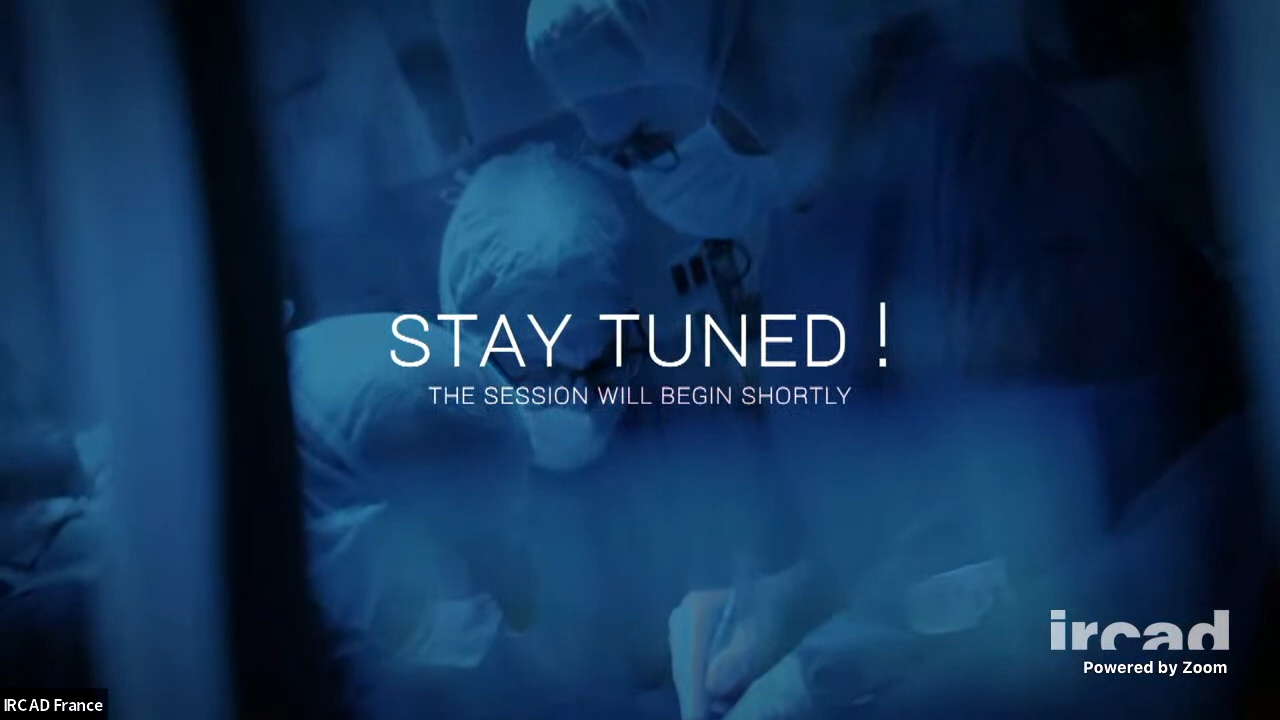 STAY TUNED !
THE SESSION WILL BEGIN SHORTLY
ircad
Powered by Zoom
IRCAD France